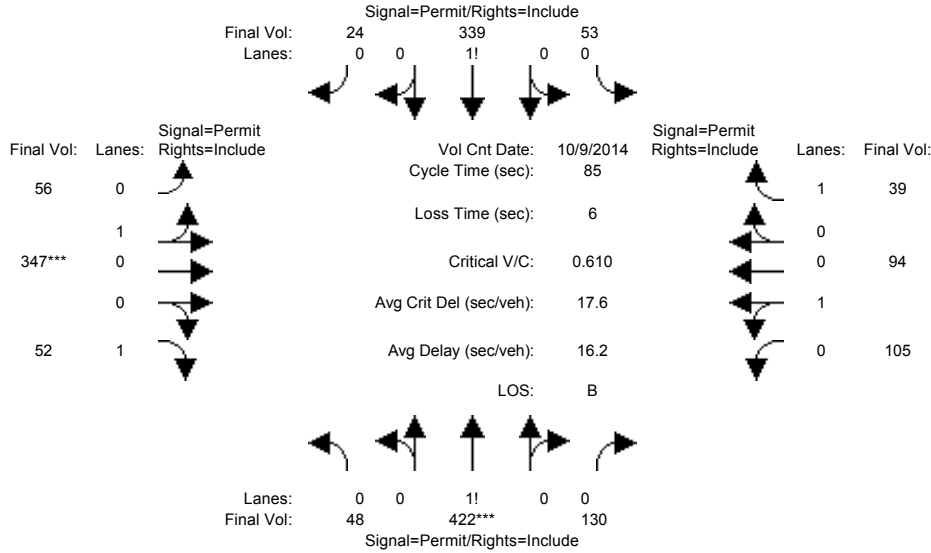 Signal=Permit/Rights=Include
Final Vol: 24 339 53
Lanes: 0 0 1! 0 0
Signal=Permit
Rights=Include
Final Vol: Lanes:
Signal=Permit
Rights=Include
Lanes: Final Vol:
Vol Cnt Date: 10/9/2014
Cycle Time (sec): 85
56 0
1 39
Loss Time (sec): 6
1
0
347*** 0
Critical V/C: 0.610
0 94
0
Avg Crit Del (sec/veh): 17.6
1
52 1
Avg Delay (sec/veh): 16.2
0 105
LOS: B
Lanes: 0 0 1! 0 0
Final Vol: 48 422*** 130
Signal=Permit/Rights=Include